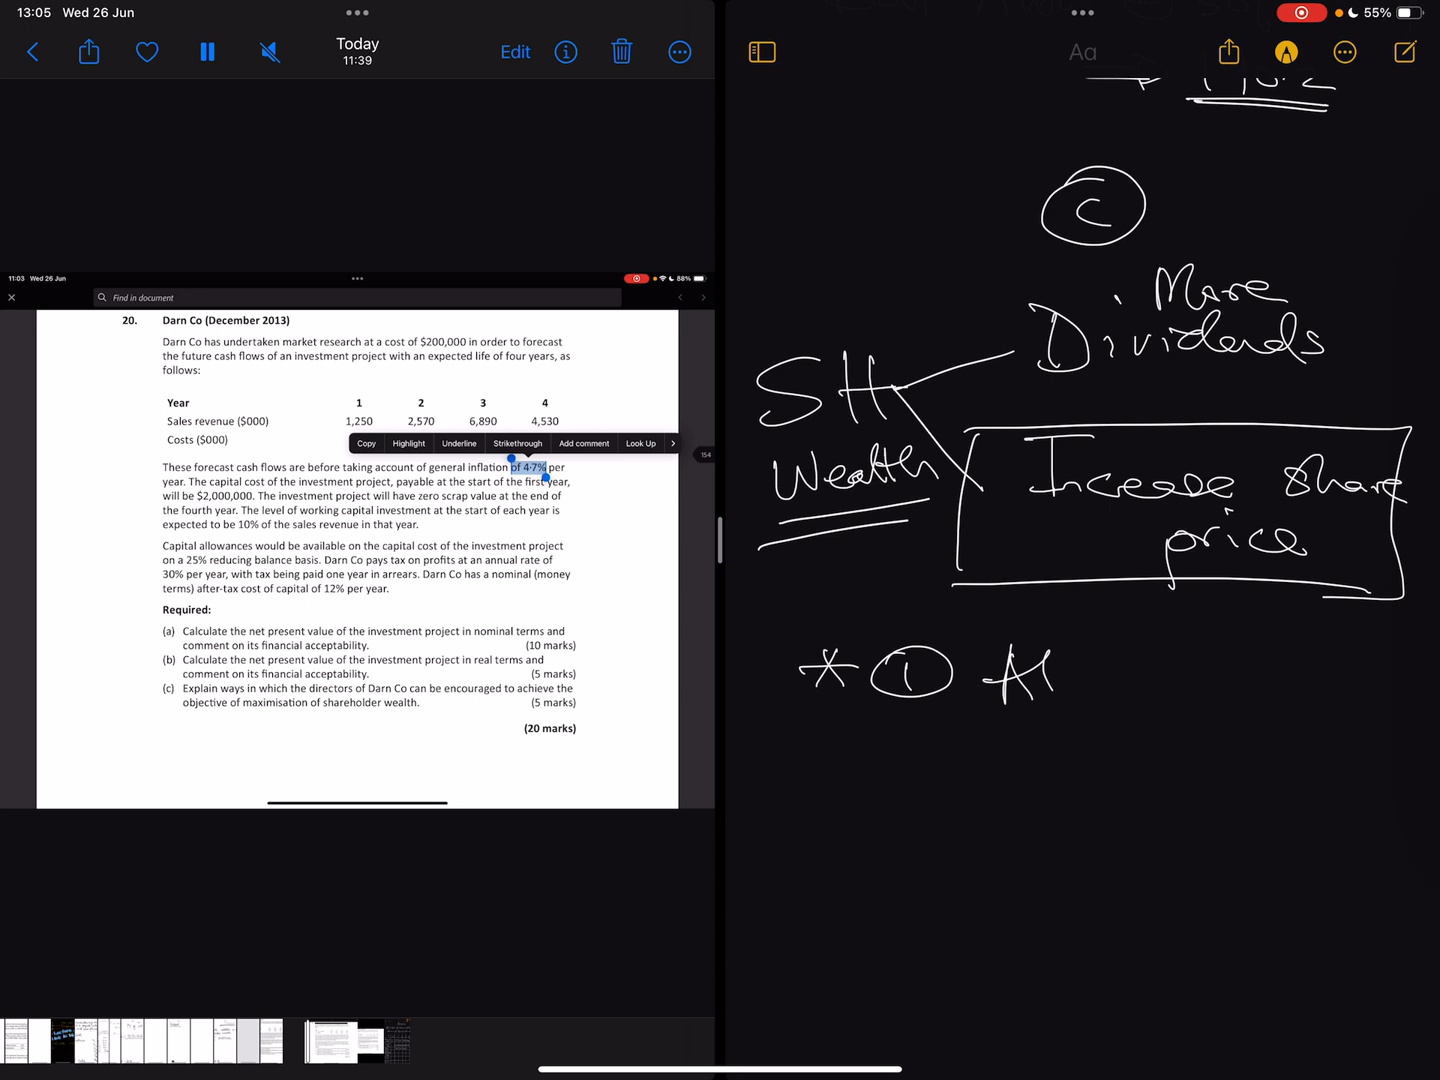 13:05 Wed 26 Jun
55%
Today
11:39
Edit
Aa
11:03 Wed 26 Jun
88%
Find in document
20. Darn Co (December 2013)
Darn Co has undertaken market research at a cost of $200,000 in order to forecast
the future cash flows of an investment project with an expected life of four years, as
follows:
Year 1 2 3 4
Sales revenue ($000) 1,250 2,570 6,890 4,530
Costs ($000)
Copy Highlight Underline Strikethrough Add comment Look Up
154
These forecast cash flows are before taking account of general inflation of 4·7% per
year. The capital cost of the investment project, payable at the start of the first year,
will be $2,000,000. The investment project will have zero scrap value at the end of
the fourth year. The level of working capital investment at the start of each year is
expected to be 10% of the sales revenue in that year.
Capital allowances would be available on the capital cost of the investment project
on a 25% reducing balance basis. Darn Co pays tax on profits at an annual rate of
30% per year, with tax being paid one year in arrears. Darn Co has a nominal (money
terms) after-tax cost of capital of 12% per year.
Required:
(a) Calculate the net present value of the investment project in nominal terms and
comment on its financial acceptability. (10 marks)
(b) Calculate the net present value of the investment project in real terms and
comment on its financial acceptability. (5 marks)
(c) Explain ways in which the directors of Darn Co can be encouraged to achieve the
objective of maximisation of shareholder wealth. (5 marks)
(20 marks)
C
More
Dividends
SH
Wealth
Increase share
price
* 1